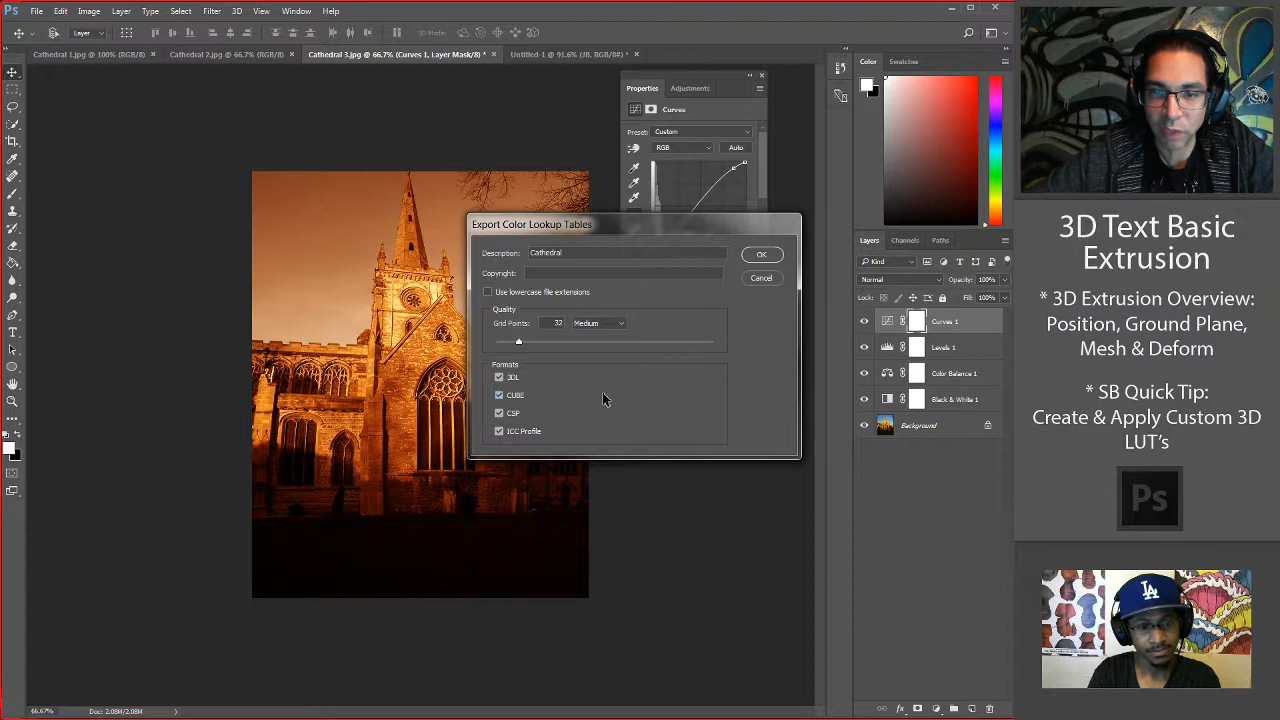 Ps File Edit Image Layer Type Select Filter 3D View Window Help
Layer 3D Mode:
Cathedral 1.jpg @ 100% (RGB/8) Cathedral 2.jpg @ 66.7% (RGB/8) Cathedral 3.jpg @ 66.7% (Curves 1, Layer Mask/8) * Untitled-1 @ 91.6% (JB, RGB/8#) *
Properties Adjustments
Curves
Preset: Custom
RGB Auto
Export Color Lookup Tables
Description: Cathedral
OK
Copyright:
Cancel
Use lowercase file extensions
Quality
Grid Points: 32 Medium
Formats
3DL
CUBE
CSP
ICC Profile
Color Swatches
Layers Channels Paths
Kind
Normal Opacity: 100%
Lock: Fill: 100%
Curves 1
Levels 1
Color Balance 1
Black & White 1
Background
fx
66.67% Doc: 2.08M/2.08M
3D Text Basic
Extrusion
* 3D Extrusion Overview:
Position, Ground Plane,
Mesh & Deform
* SB Quick Tip:
Create & Apply Custom 3D
LUT's
Ps
LA